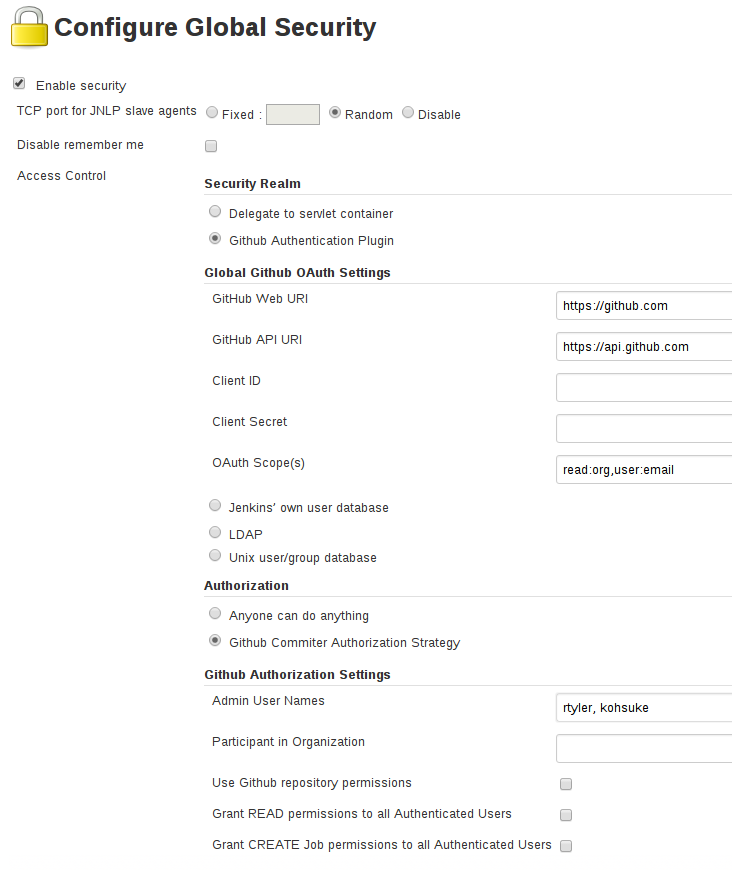 Configure Global Security
Enable security
TCP port for JNLP slave agents Fixed : Random Disable
Disable remember me
Access Control
Security Realm
Delegate to servlet container
Github Authentication Plugin
Global Github OAuth Settings
GitHub Web URI https://github.com
GitHub API URI https://api.github.com
Client ID
Client Secret
OAuth Scope(s) read:org,user:email
Jenkins' own user database
LDAP
Unix user/group database
Authorization
Anyone can do anything
Github Commiter Authorization Strategy
Github Authorization Settings
Admin User Names rtyler, kohsuke
Participant in Organization
Use Github repository permissions
Grant READ permissions to all Authenticated Users
Grant CREATE Job permissions to all Authenticated Users